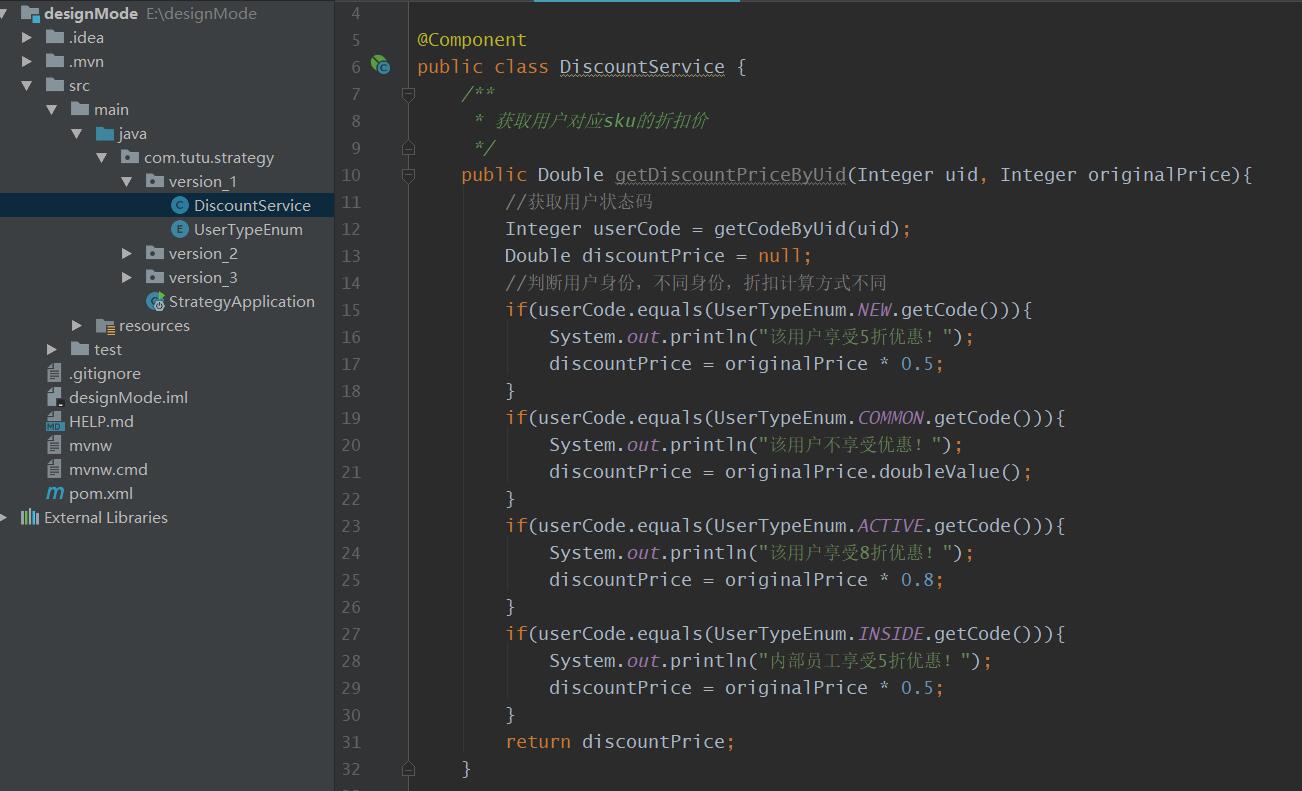 designMode E:\designMode
.idea
.mvn
src
main
java
com.tutu.strategy
version_1
DiscountService
UserTypeEnum
version_2
version_3
StrategyApplication
resources
test
.gitignore
designMode.iml
HELP.md
mvnw
mvnw.cmd
pom.xml
External Libraries
4
5 @Component
6 public class DiscountService {
7 /**
8 * 获取用户对应sku的折扣价
9 */
10 public Double getDiscountPriceByUid(Integer uid, Integer originalPrice){
11 //获取用户状态码
12 Integer userCode = getCodeByUid(uid);
13 Double discountPrice = null;
14 //判断用户身份，不同身份，折扣计算方式不同
15 if(userCode.equals(UserTypeEnum.NEW.getCode())){
16 System.out.println("该用户享受5折优惠！");
17 discountPrice = originalPrice * 0.5;
18 }
19 if(userCode.equals(UserTypeEnum.COMMON.getCode())){
20 System.out.println("该用户不享受优惠！");
21 discountPrice = originalPrice.doubleValue();
22 }
23 if(userCode.equals(UserTypeEnum.ACTIVE.getCode())){
24 System.out.println("该用户享受8折优惠！");
25 discountPrice = originalPrice * 0.8;
26 }
27 if(userCode.equals(UserTypeEnum.INSIDE.getCode())){
28 System.out.println("内部员工享受5折优惠！");
29 discountPrice = originalPrice * 0.5;
30 }
31 return discountPrice;
32 }